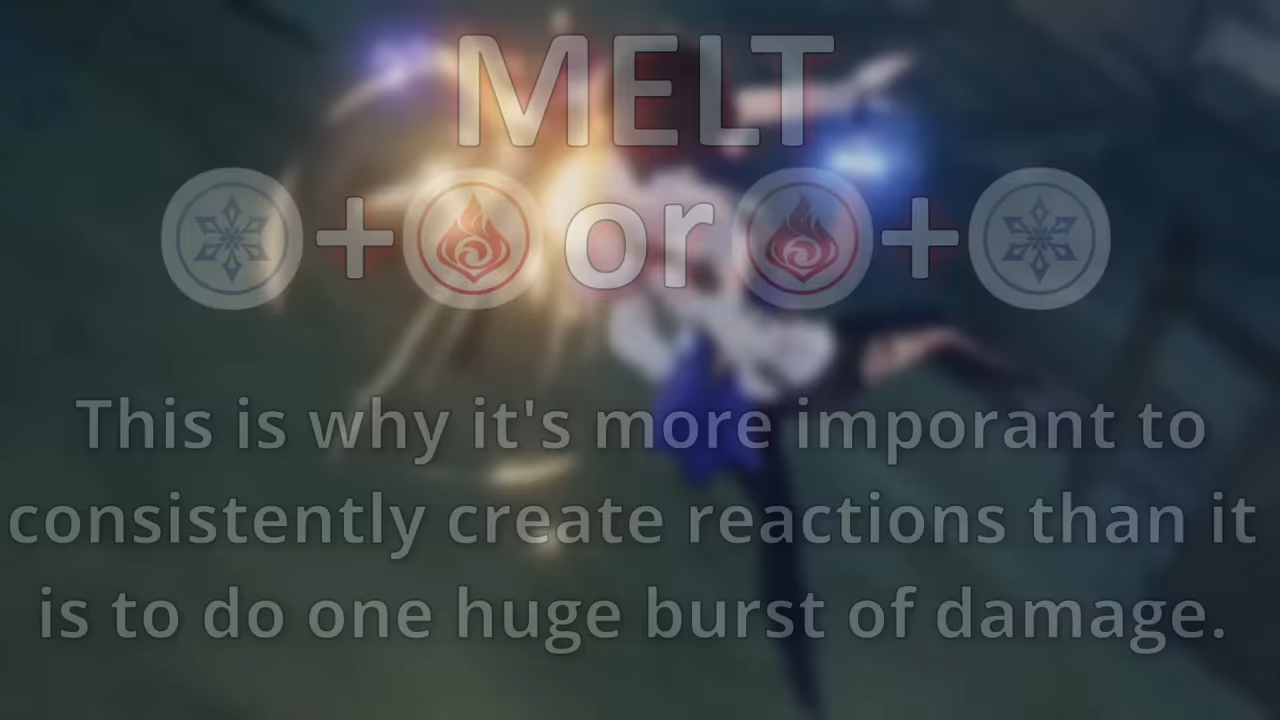 MELT
+ or +
This is why it's more imporant to
consistently create reactions than it
is to do one huge burst of damage.